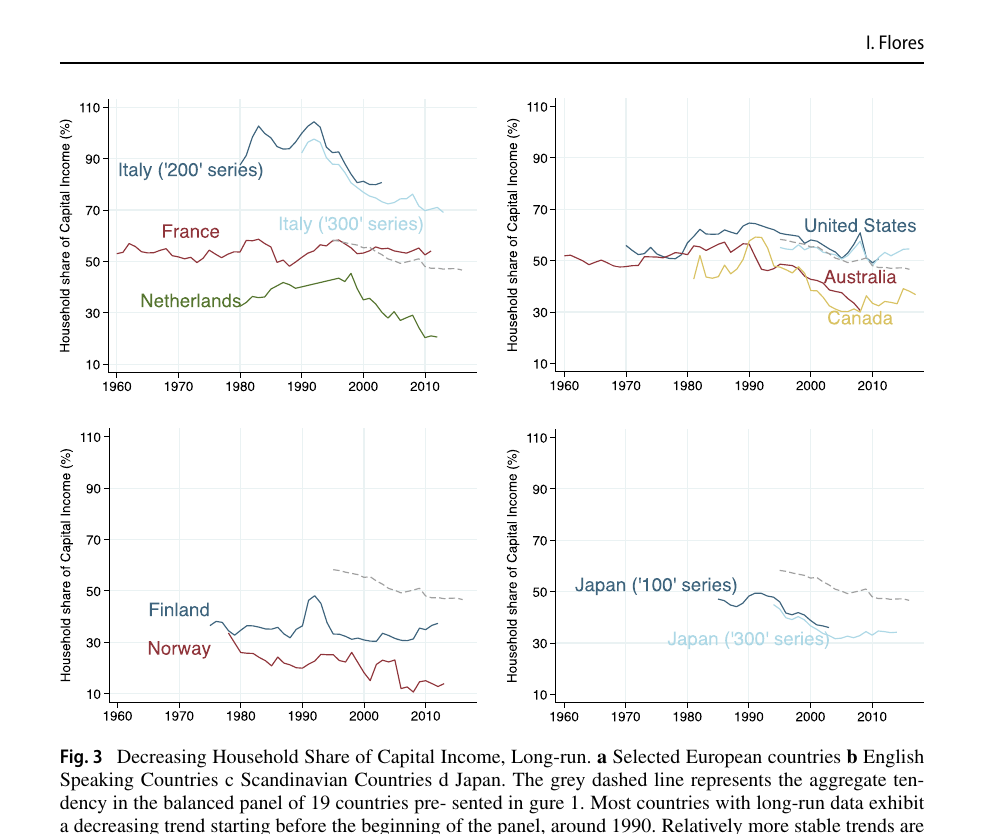 I. Flores
Household share of Capital Income (%)
110
90
70
50
30
10
Italy ('200' series)
Italy ('300' series)
France
Netherlands
1960 1970 1980 1990 2000 2010
Household share of Capital Income (%)
110
90
70
50
30
10
United States
Australia
Canada
1960 1970 1980 1990 2000 2010
Household share of Capital Income (%)
110
90
70
50
30
10
Finland
Norway
1960 1970 1980 1990 2000 2010
Household share of Capital Income (%)
110
90
70
50
30
10
Japan ('100' series)
Japan ('300' series)
1960 1970 1980 1990 2000 2010
Fig. 3 Decreasing Household Share of Capital Income, Long-run. a Selected European countries b English
Speaking Countries c Scandinavian Countries d Japan. The grey dashed line represents the aggregate ten-
dency in the balanced panel of 19 countries pre- sented in gure 1. Most countries with long-run data exhibit
a decreasing trend starting before the beginning of the panel, around 1990. Relatively more stable trends are